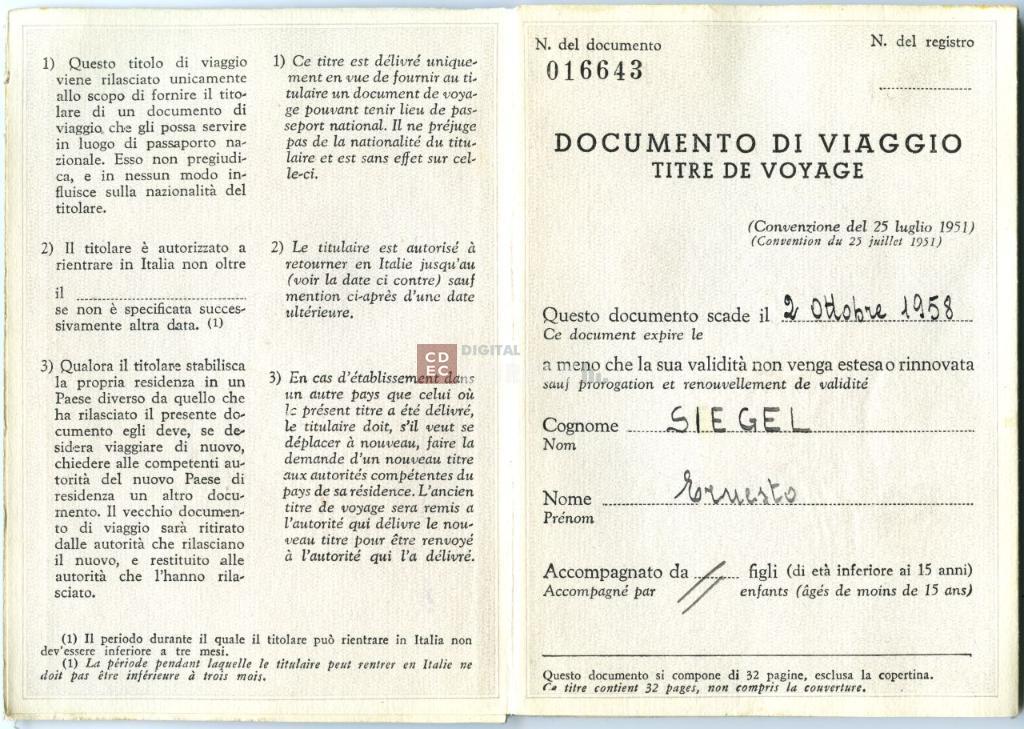 1) Questo titolo di viaggio
viene rilasciato unicamente
allo scopo di fornire il tito-
lare di un documento di
viaggio che gli possa servire
in luogo di passaporto na-
zionale. Esso non pregiudi-
ca, e in nessun modo in-
fluisce sulla nazionalità del
titolare.
2) Il titolare è autorizzato a
rientrare in Italia non oltre
il
se non è specificata succes-
sivamente altra data. (1)
3) Qualora il titolare stabilisca
la propria residenza in un
Paese diverso da quello che
ha rilasciato il presente do-
cumento egli deve, se de-
sidera viaggiare di nuovo,
chiedere alle competenti au-
torità del nuovo Paese di
residenza un altro docu-
mento. Il vecchio documen-
to di viaggio sarà ritirato
dalle autorità che rilasciano
il nuovo, e restituito alle
autorità che l'hanno rila-
sciato.
1) Ce titre est délivré unique-
ment en vue de fournir au ti-
tulaire un document de voya-
ge pouvant tenir lieu de pas-
seport national. Il ne préjuge
pas de la nationalité du titu-
laire et est sans effet sur cel-
le-ci.
2) Le titulaire est autorisé à
retourner en Italie jusqu'au
(voir la date ci contre) sauf
mention ci-après d'une date
ultérieure.
3) En cas d'établissement dans
un autre pays que celui où
le présent titre a été délivré,
le titulaire doit, s'il veut se
déplacer à nouveau, faire la
demande d'un nouveau titre
aux autorités compétentes du
pays de sa résidence. L'ancien
titre de voyage sera remis a
l'autorité qui délivre le nou-
veau titre pour être renvoyé
à l'autorité qui l'a délivré.
(1) Il periodo durante il quale il titolare può rientrare in Italia non
dev'essere inferiore a tre mesi.
(1) La période pendant laquelle le titulaire peut rentrer en Italie ne
doit pas être inférieure à trois mois.
CD
EC
DIGITAL
N. del documento
016643
N. del registro
DOCUMENTO DI VIAGGIO
TITRE DE VOYAGE
(Convenzione del 25 luglio 1951)
(Convention du 25 juillet 1951)
Questo documento scade il 2 Ottobre 1958
Ce document expire le
a meno che la sua validità non venga estesa o rinnovata
sauf prorogation et renouvellement de validité
Cognome SIEGEL
Nom
Nome Ernesto
Prénom
Accompagnato da // figli (di età inferiore ai 15 anni)
Accompagné par enfants (âgés de moins de 15 ans)
Questo documento si compone di 32 pagine, esclusa la copertina.
Ce titre contient 32 pages, non compris la couverture.